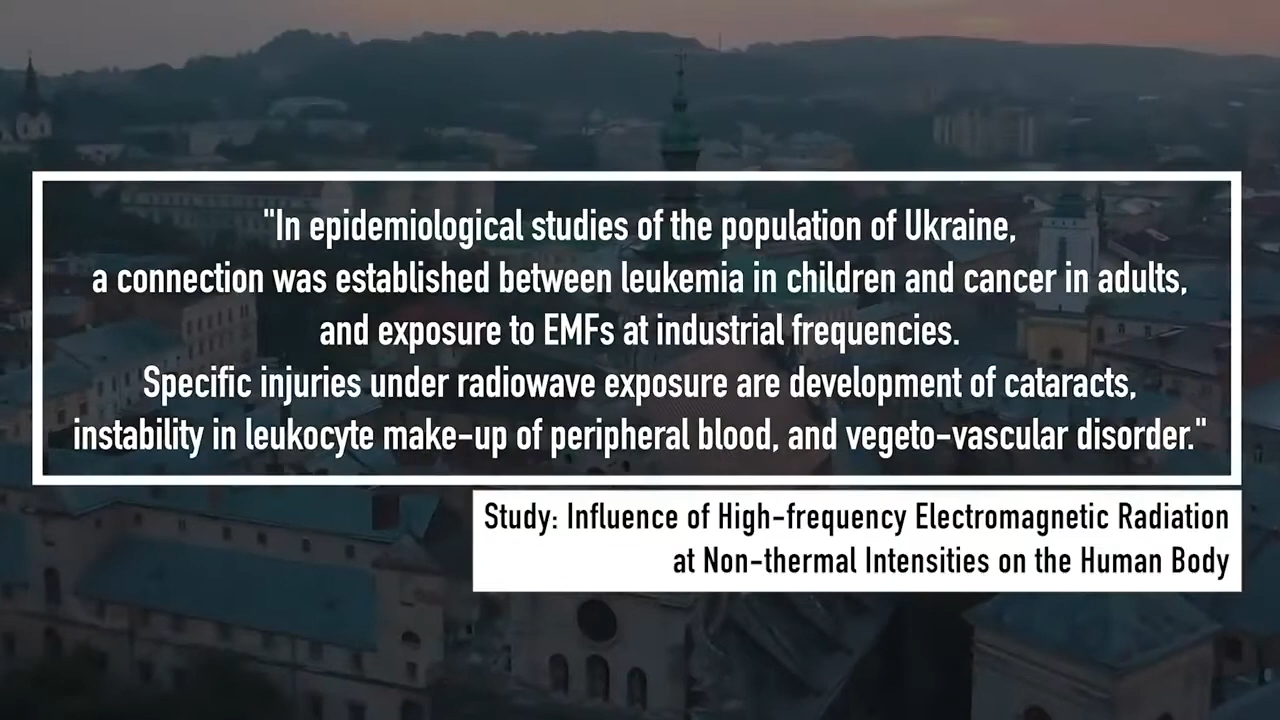 "In epidemiological studies of the population of Ukraine,
a connection was established between leukemia in children and cancer in adults,
and exposure to EMFs at industrial frequencies.
Specific injuries under radiowave exposure are development of cataracts,
instability in leukocyte make-up of peripheral blood, and vegeto-vascular disorder."
Study: Influence of High-frequency Electromagnetic Radiation
at Non-thermal Intensities on the Human Body